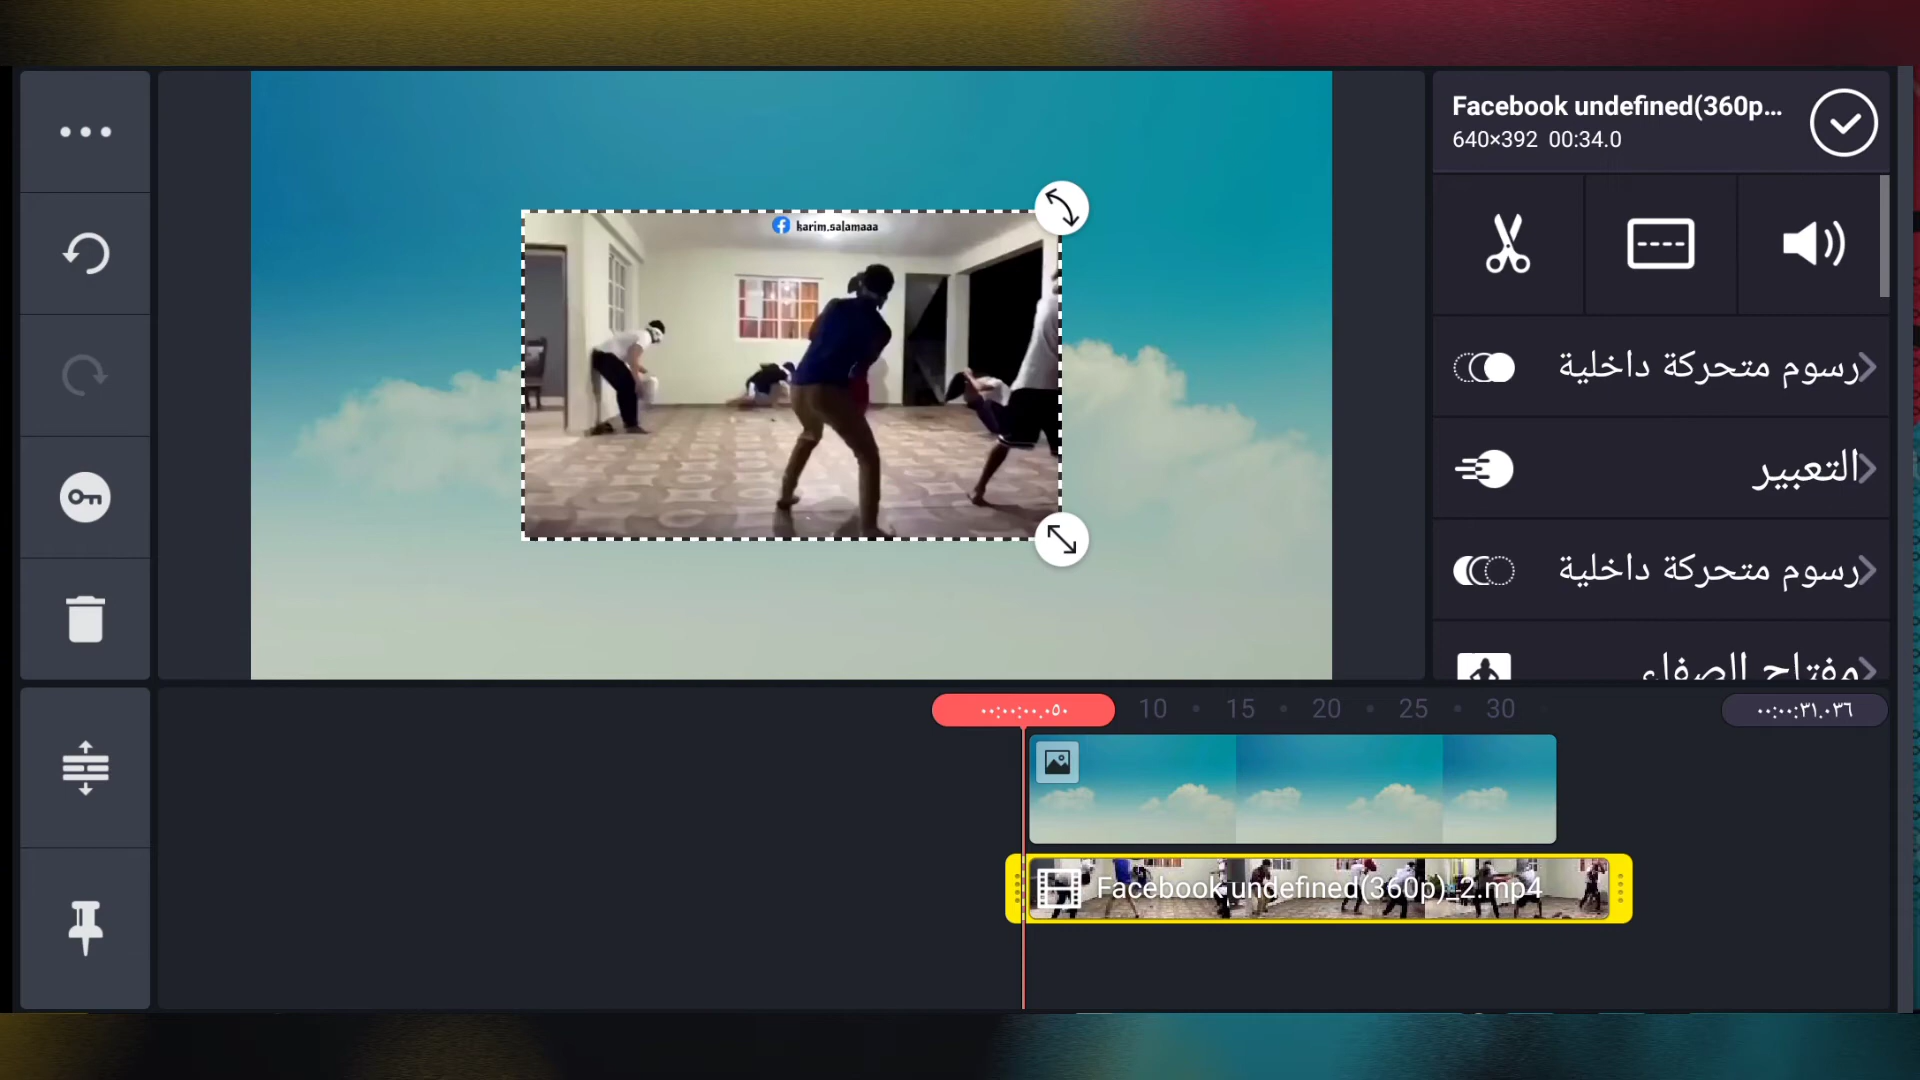 Facebook undefined(360p...
640×392 00:34.0
karim.salamaaa
رسوم متحركة داخلية
التعبير
رسوم متحركة داخلية
مفتاح الصفاء
٠٠:٠٠:٠٠.٠٥٠
10 15 20 25 30
٠٠:٠٠:٣١.٠٣٦
Facebook undefined(360p)_2.mp4